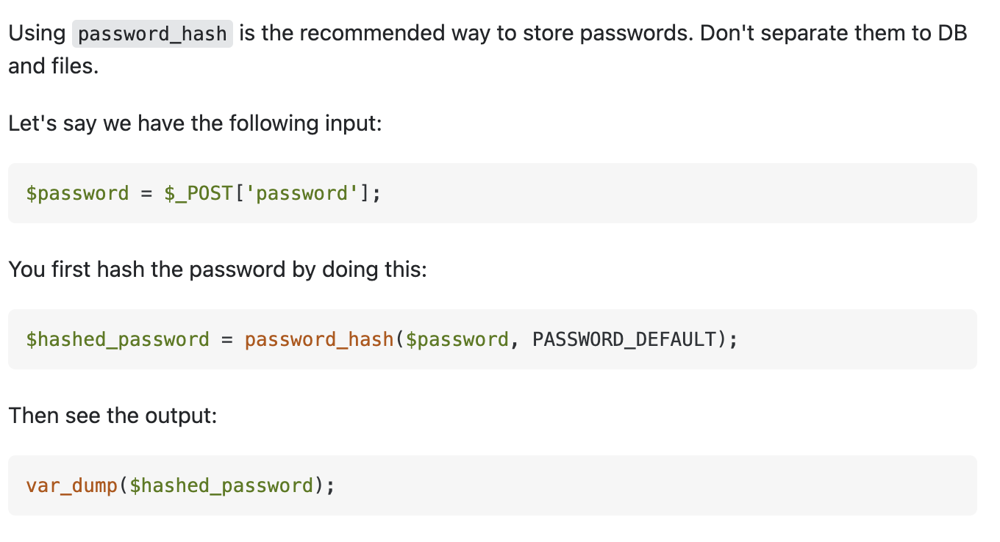 Using password_hash is the recommended way to store passwords. Don't separate them to DB
and files.
Let's say we have the following input:
$password = $_POST['password'];
You first hash the password by doing this:
$hashed_password = password_hash($password, PASSWORD_DEFAULT);
Then see the output:
var_dump($hashed_password);